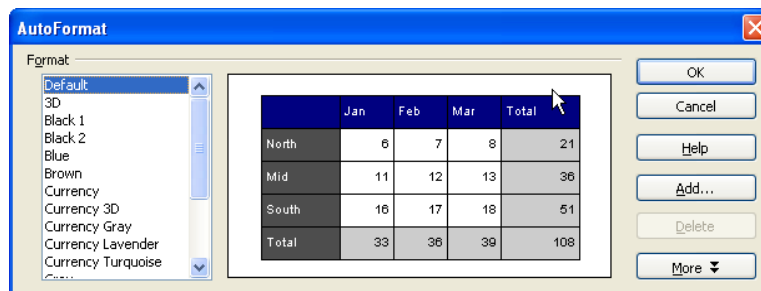 AutoFormat
Format
Default
3D
Black 1
Black 2
Blue
Brown
Currency
Currency 3D
Currency Gray
Currency Lavender
Currency Turquoise
Jan Feb Mar Total
North 6 7 8 21
Mid 11 12 13 36
South 16 17 18 51
Total 33 36 39 108
OK
Cancel
Help
Add...
Delete
More